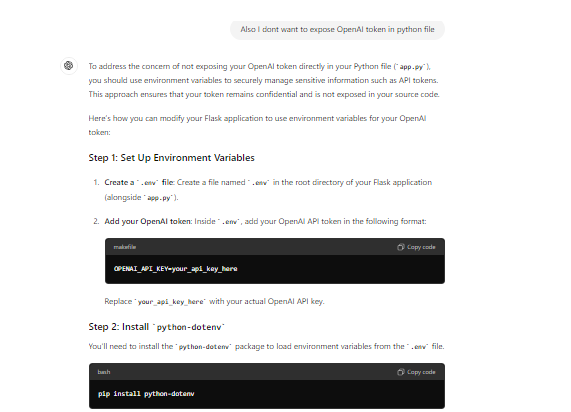 Also I dont want to expose OpenAI token in python file
To address the concern of not exposing your OpenAI token directly in your Python file (`app.py`),
you should use environment variables to securely manage sensitive information such as API tokens.
This approach ensures that your token remains confidential and is not exposed in your source code.
Here's how you can modify your Flask application to use environment variables for your OpenAI
token:
Step 1: Set Up Environment Variables
1. Create a `.env` file: Create a file named `.env` in the root directory of your Flask application
(alongside `app.py`).
2. Add your OpenAI token: Inside `.env`, add your OpenAI API token in the following format:
makefile Copy code
OPENAI_API_KEY=your_api_key_here
Replace `your_api_key_here` with your actual OpenAI API key.
Step 2: Install `python-dotenv`
You'll need to install the `python-dotenv` package to load environment variables from the `.env` file.
bash Copy code
pip install python-dotenv